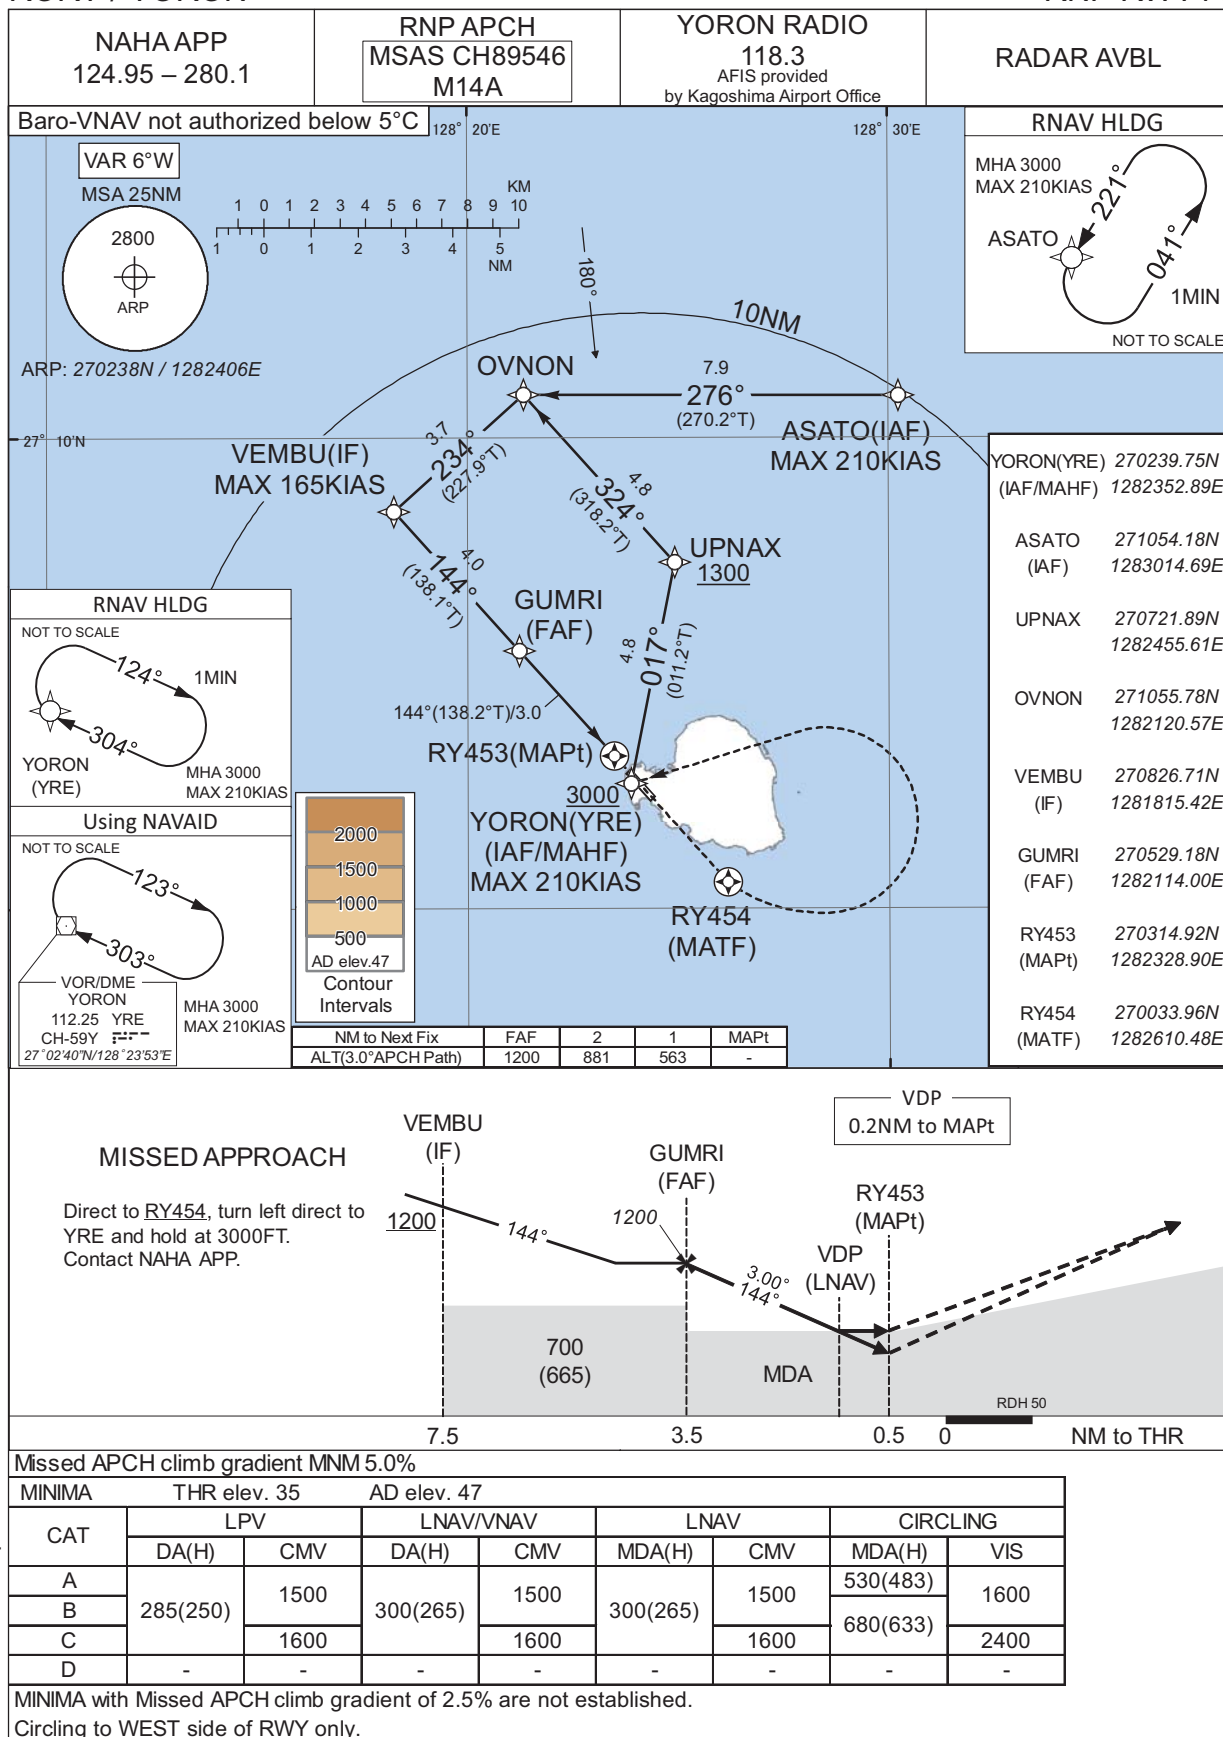 NAHA APP
124.95 – 280.1
RNP APCH
MSAS CH89546
M14A
YORON RADIO
118.3
AFIS provided
by Kagoshima Airport Office
RADAR AVBL
Baro-VNAV not authorized below 5°C
128° 20'E
128° 30'E
VAR 6°W
MSA 25NM
2800
ARP
ARP: 270238N / 1282406E
KM
1 0 1 2 3 4 5 6 7 8 9 10
1 0 1 2 3 4 5
NM
180°
10NM
RNAV HLDG
MHA 3000
MAX 210KIAS
221°
ASATO
041°
1MIN
NOT TO SCALE
OVNON
7.9
276°
(270.2°T)
ASATO(IAF)
MAX 210KIAS
27° 10'N
VEMBU(IF)
MAX 165KIAS
3.7
234°
(227.9°T)
4.8
324°
(318.2°T)
UPNAX
1300
4.0
144°
(138.1°T)
GUMRI
(FAF)
4.8
017°
(011.2°T)
144°(138.2°T)/3.0
RY453(MAPt)
3000
YORON(YRE)
(IAF/MAHF)
MAX 210KIAS
RY454
(MATF)
YORON(YRE) 270239.75N
(IAF/MAHF) 1282352.89E
ASATO 271054.18N
(IAF) 1283014.69E
UPNAX 270721.89N
1282455.61E
OVNON 271055.78N
1282120.57E
VEMBU 270826.71N
(IF) 1281815.42E
GUMRI 270529.18N
(FAF) 1282114.00E
RY453 270314.92N
(MAPt) 1282328.90E
RY454 270033.96N
(MATF) 1282610.48E
RNAV HLDG
NOT TO SCALE
124°
1MIN
304°
YORON
(YRE)
MHA 3000
MAX 210KIAS
Using NAVAID
NOT TO SCALE
123°
303°
VOR/DME
YORON
112.25 YRE
CH-59Y
27°02'40"N/128°23'53"E
MHA 3000
MAX 210KIAS
2000
1500
1000
500
AD elev.47
Contour
Intervals
NM to Next Fix FAF 2 1 MAPt
ALT(3.0°APCH Path) 1200 881 563 -
MISSED APPROACH
Direct to RY454, turn left direct to
YRE and hold at 3000FT.
Contact NAHA APP.
VDP
0.2NM to MAPt
VEMBU
(IF)
GUMRI
(FAF)
RY453
(MAPt)
1200
144°
1200
3.00°
144°
VDP
(LNAV)
700
(665)
MDA
RDH 50
7.5 3.5 0.5 0 NM to THR
Missed APCH climb gradient MNM 5.0%
MINIMA THR elev. 35 AD elev. 47
CAT LPV LNAV/VNAV LNAV CIRCLING
DA(H) CMV DA(H) CMV MDA(H) CMV MDA(H) VIS
A 285(250) 1500 300(265) 1500 300(265) 1500 530(483) 1600
B 680(633)
C 1600 1600 1600 2400
D - - - - - - - -
MINIMA with Missed APCH climb gradient of 2.5% are not established.
Circling to WEST side of RWY only.